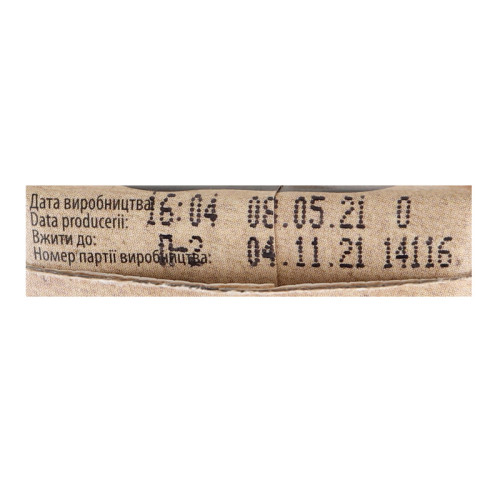 Дата виробництва: 16:04 08.05.21 0
Data producerii:
Вжити до: Л-2 04.11.21 14116
Номер партії виробництва: